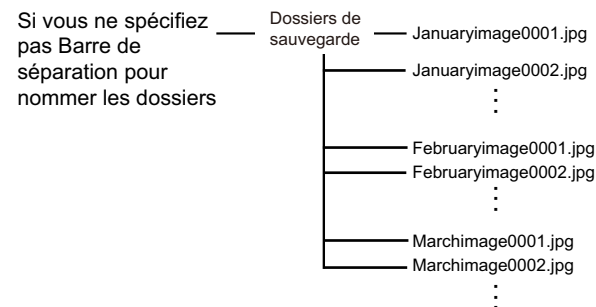 Si vous ne spécifiez
pas Barre de
séparation pour
nommer les dossiers
Dossiers de
sauvegarde
Januaryimage0001.jpg
Januaryimage0002.jpg
Februaryimage0001.jpg
Februaryimage0002.jpg
Marchimage0001.jpg
Marchimage0002.jpg